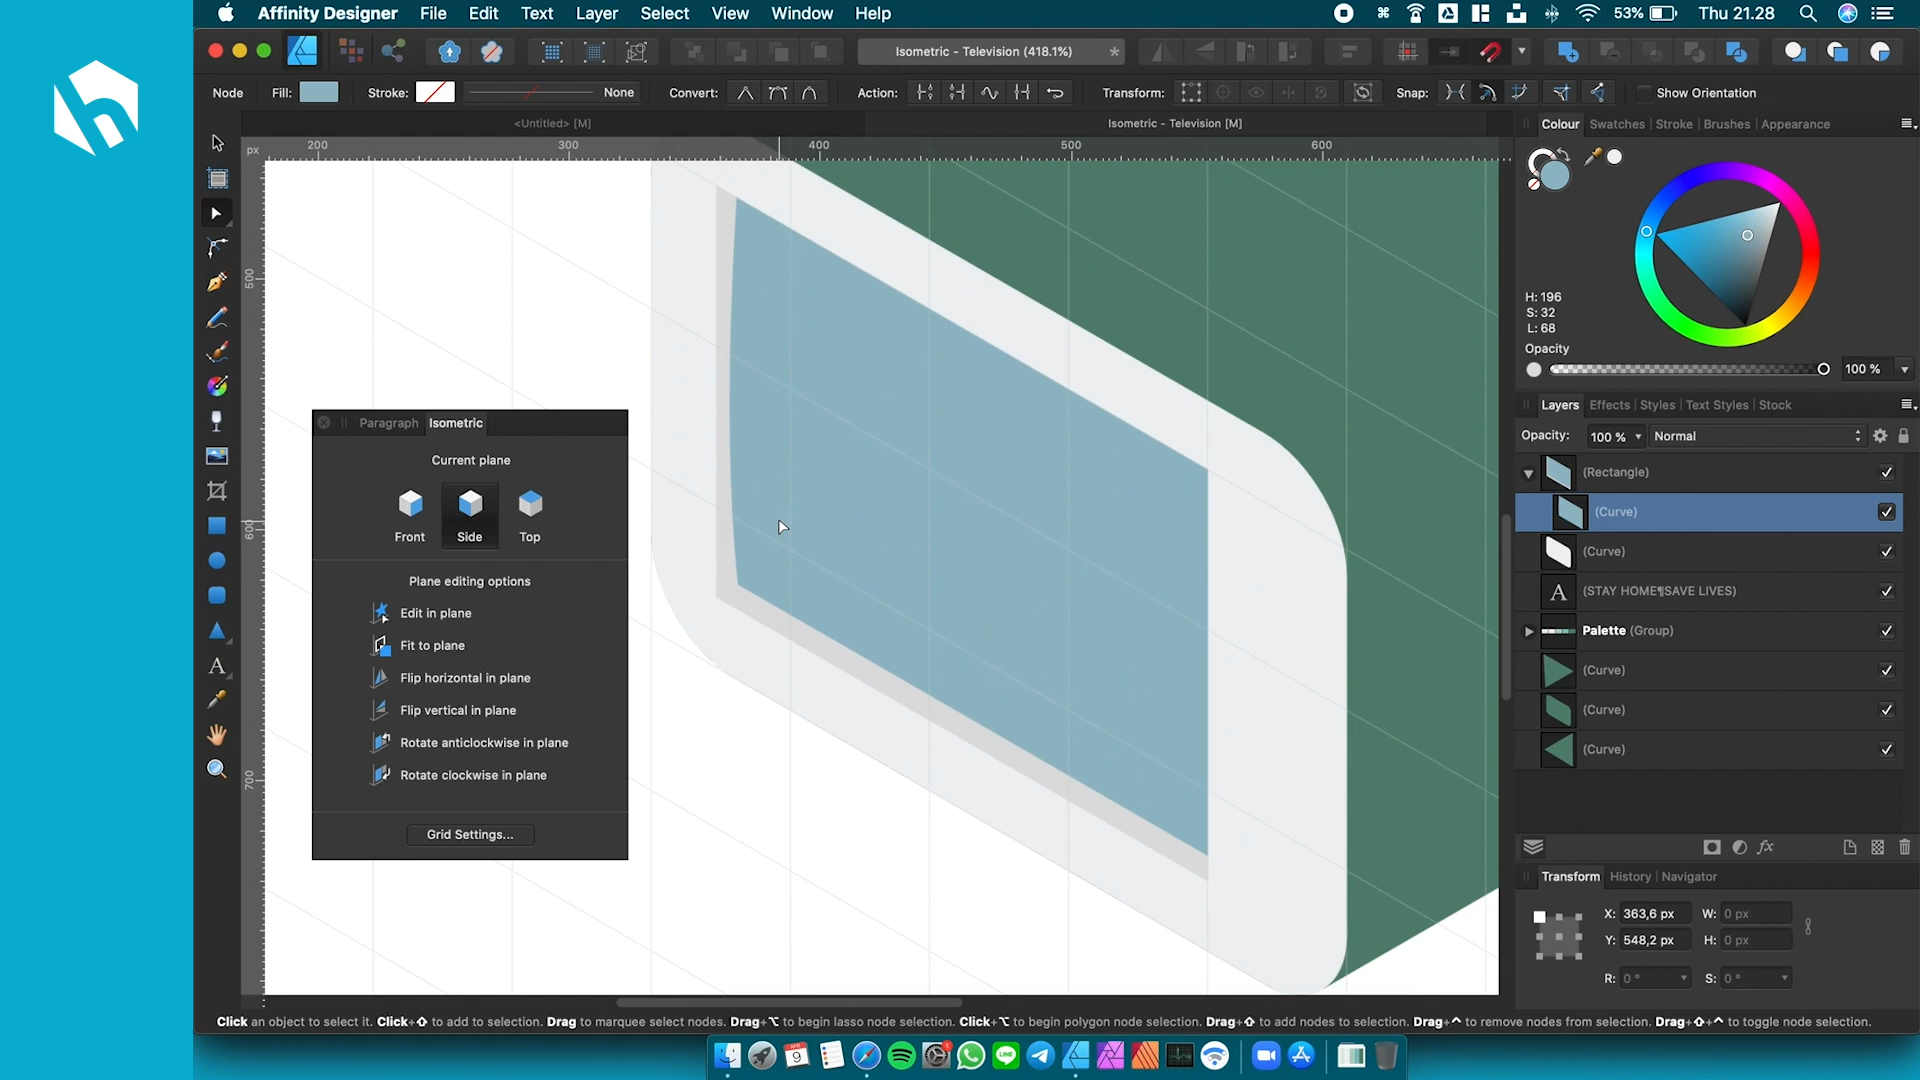 Affinity Designer File Edit Text Layer Select View Window Help 53% Thu 21.28
Isometric - Television (418.1%) *
Node Fill: Stroke: None Convert: Action: Transform: Snap: Show Orientation
<Untitled> [M] Isometric - Television [M]
Colour Swatches Stroke Brushes Appearance
px 200 300 400 500 600
500
600
700
H: 196
S: 32
L: 68
Opacity
100 %
Layers Effects Styles Text Styles Stock
Opacity: 100 % Normal
(Rectangle)
(Curve)
(Curve)
A (STAY HOME¶SAVE LIVES)
Palette (Group)
(Curve)
(Curve)
(Curve)
fx
Transform History Navigator
X: 363,6 px W: 0 px
Y: 548,2 px H: 0 px
R: 0 ° S: 0 °
Paragraph Isometric
Current plane
Front Side Top
Plane editing options
Edit in plane
Fit to plane
Flip horizontal in plane
Flip vertical in plane
Rotate anticlockwise in plane
Rotate clockwise in plane
Grid Settings...
Click an object to select it. Click+⇧ to add to selection. Drag to marquee select nodes. Drag+⌥ to begin lasso node selection. Click+⌥ to begin polygon node selection. Drag+⇧ to add nodes to selection. Drag+^ to remove nodes from selection. Drag+⇧+^ to toggle node selection.
APR
9
1
LINE